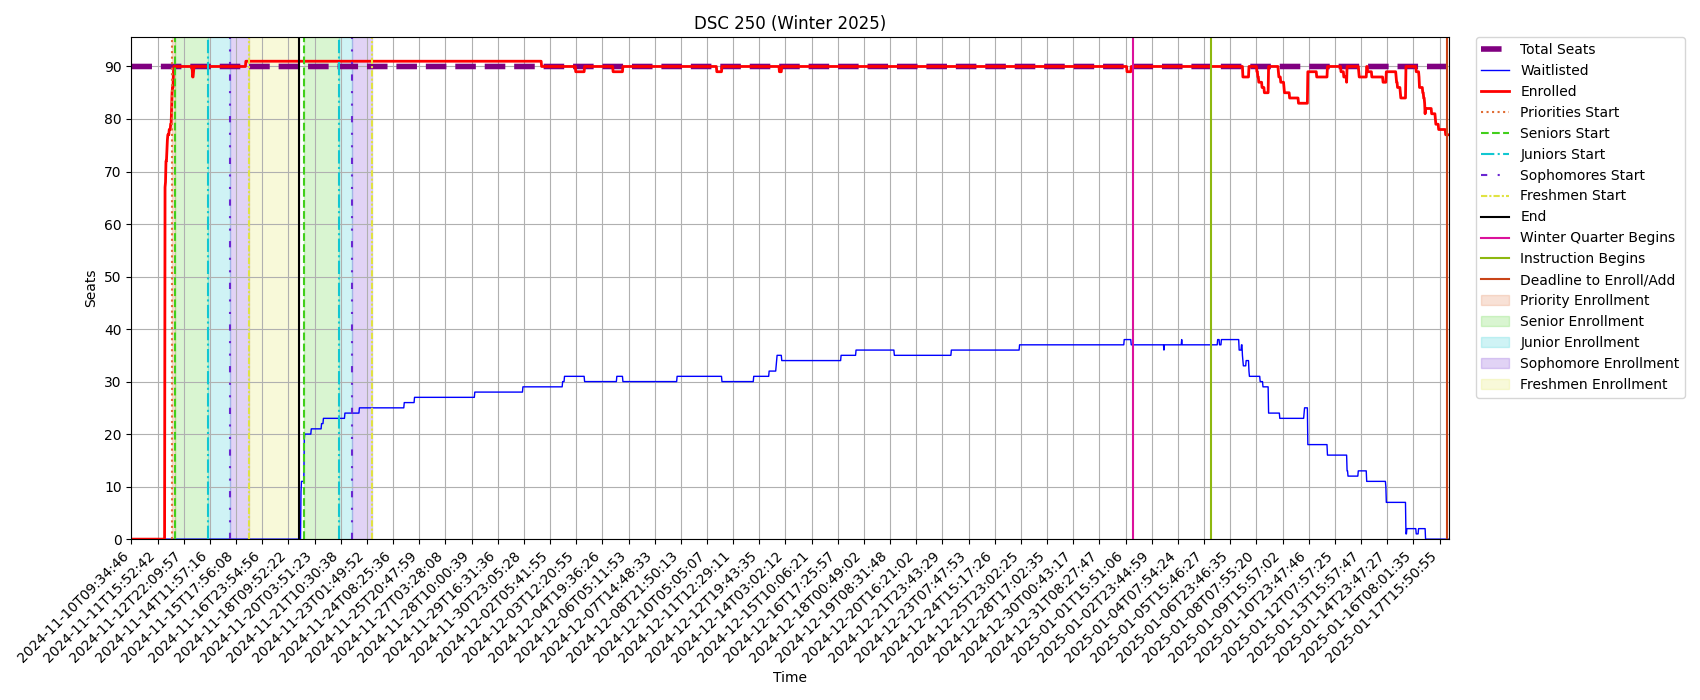 DSC 250 (Winter 2025)
Seats
90
80
70
60
50
40
30
20
10
0
2024-11-10T09:34:46
2024-11-11T15:52:42
2024-11-12T22:09:57
2024-11-14T11:57:16
2024-11-15T17:56:08
2024-11-16T23:54:56
2024-11-18T09:52:22
2024-11-20T03:51:23
2024-11-21T10:30:38
2024-11-23T01:49:52
2024-11-24T08:25:36
2024-11-25T20:47:59
2024-11-27T03:28:08
2024-11-28T10:00:39
2024-11-29T16:31:36
2024-11-30T23:05:28
2024-12-02T05:41:55
2024-12-03T12:20:55
2024-12-04T19:36:26
2024-12-06T05:11:53
2024-12-07T14:48:33
2024-12-08T21:50:13
2024-12-10T05:05:07
2024-12-11T12:29:11
2024-12-12T19:43:35
2024-12-14T03:02:12
2024-12-15T10:06:21
2024-12-16T17:25:57
2024-12-18T00:49:02
2024-12-19T08:31:48
2024-12-20T16:21:02
2024-12-21T23:43:29
2024-12-23T07:47:53
2024-12-24T15:17:26
2024-12-25T23:02:25
2024-12-28T17:02:35
2024-12-30T00:43:17
2024-12-31T08:27:47
2025-01-01T15:51:06
2025-01-02T23:44:59
2025-01-04T07:54:24
2025-01-05T15:46:27
2025-01-06T23:46:35
2025-01-08T07:55:20
2025-01-09T15:57:02
2025-01-10T23:47:46
2025-01-12T07:57:25
2025-01-13T15:57:47
2025-01-14T23:47:27
2025-01-16T08:01:35
2025-01-17T15:50:55
Time
Total Seats
Waitlisted
Enrolled
Priorities Start
Seniors Start
Juniors Start
Sophomores Start
Freshmen Start
End
Winter Quarter Begins
Instruction Begins
Deadline to Enroll/Add
Priority Enrollment
Senior Enrollment
Junior Enrollment
Sophomore Enrollment
Freshmen Enrollment